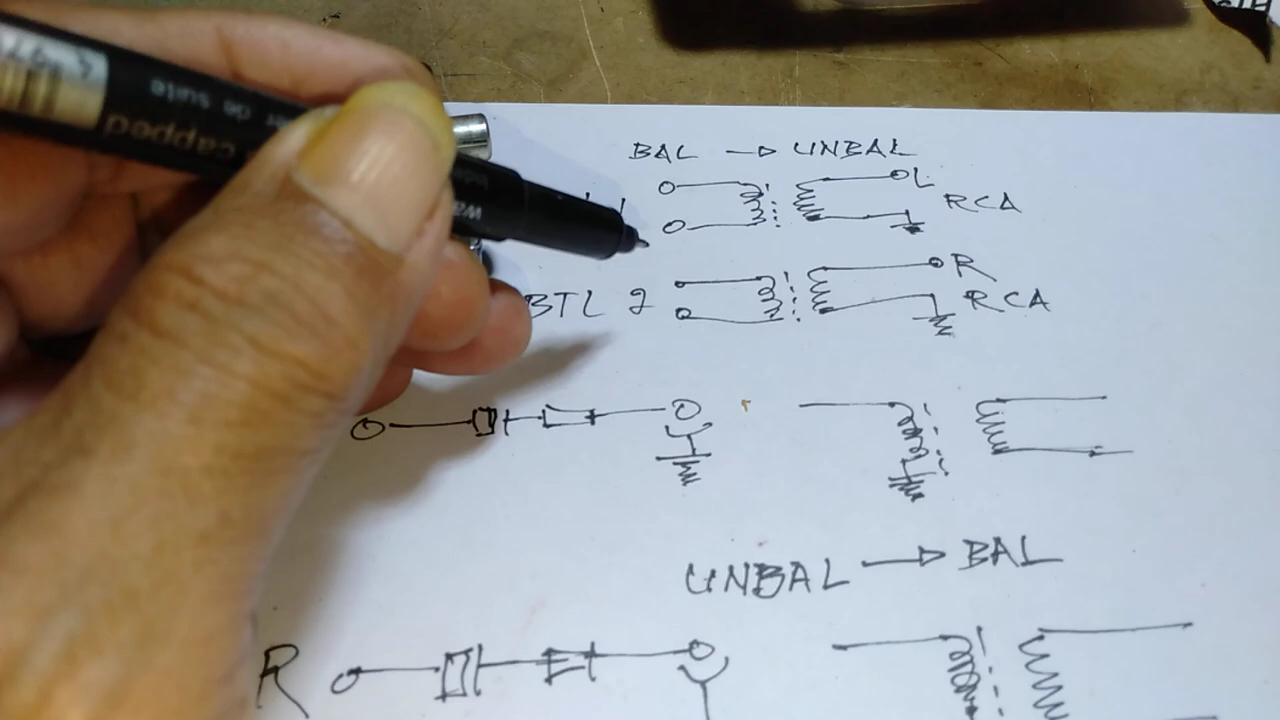 BAL → UNBAL
L
RCA
R
BTL 2
RCA
UNBAL → BAL
R
capped